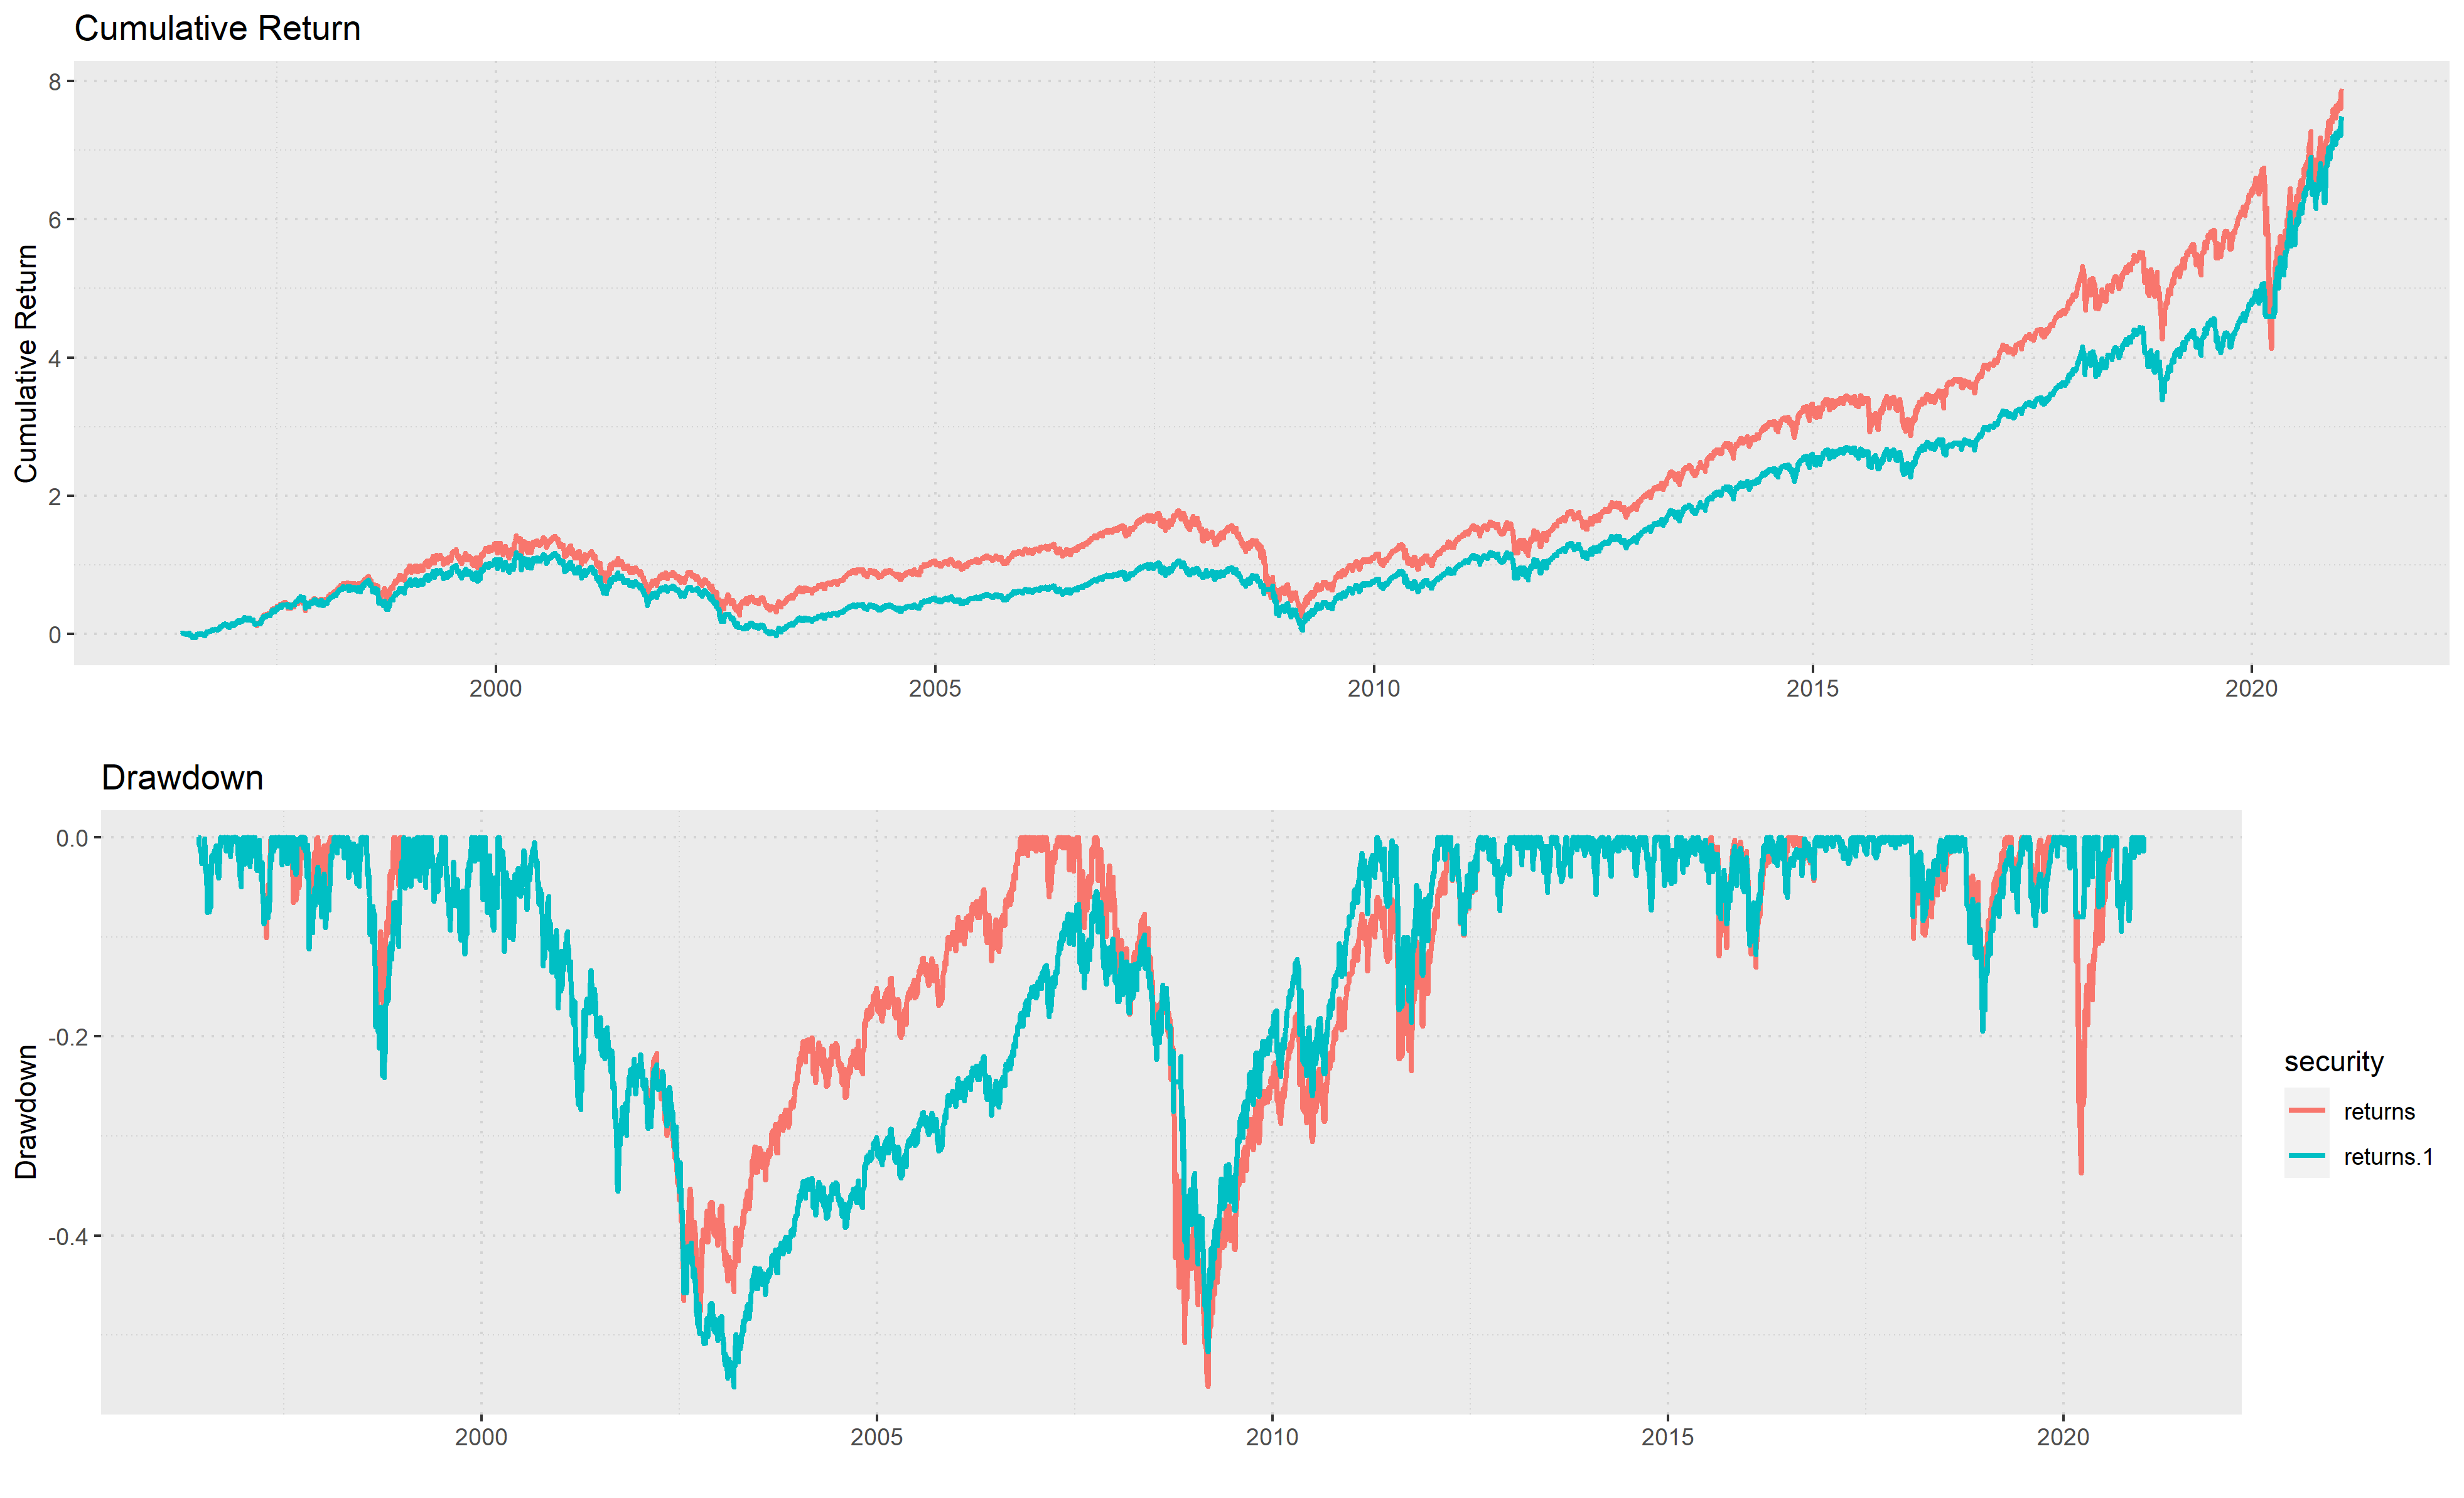 Cumulative Return
Cumulative Return
8
6
4
2
0
2000 2005 2010 2015 2020
Drawdown
Drawdown
0.0
-0.2
-0.4
2000 2005 2010 2015 2020
security
returns
returns.1